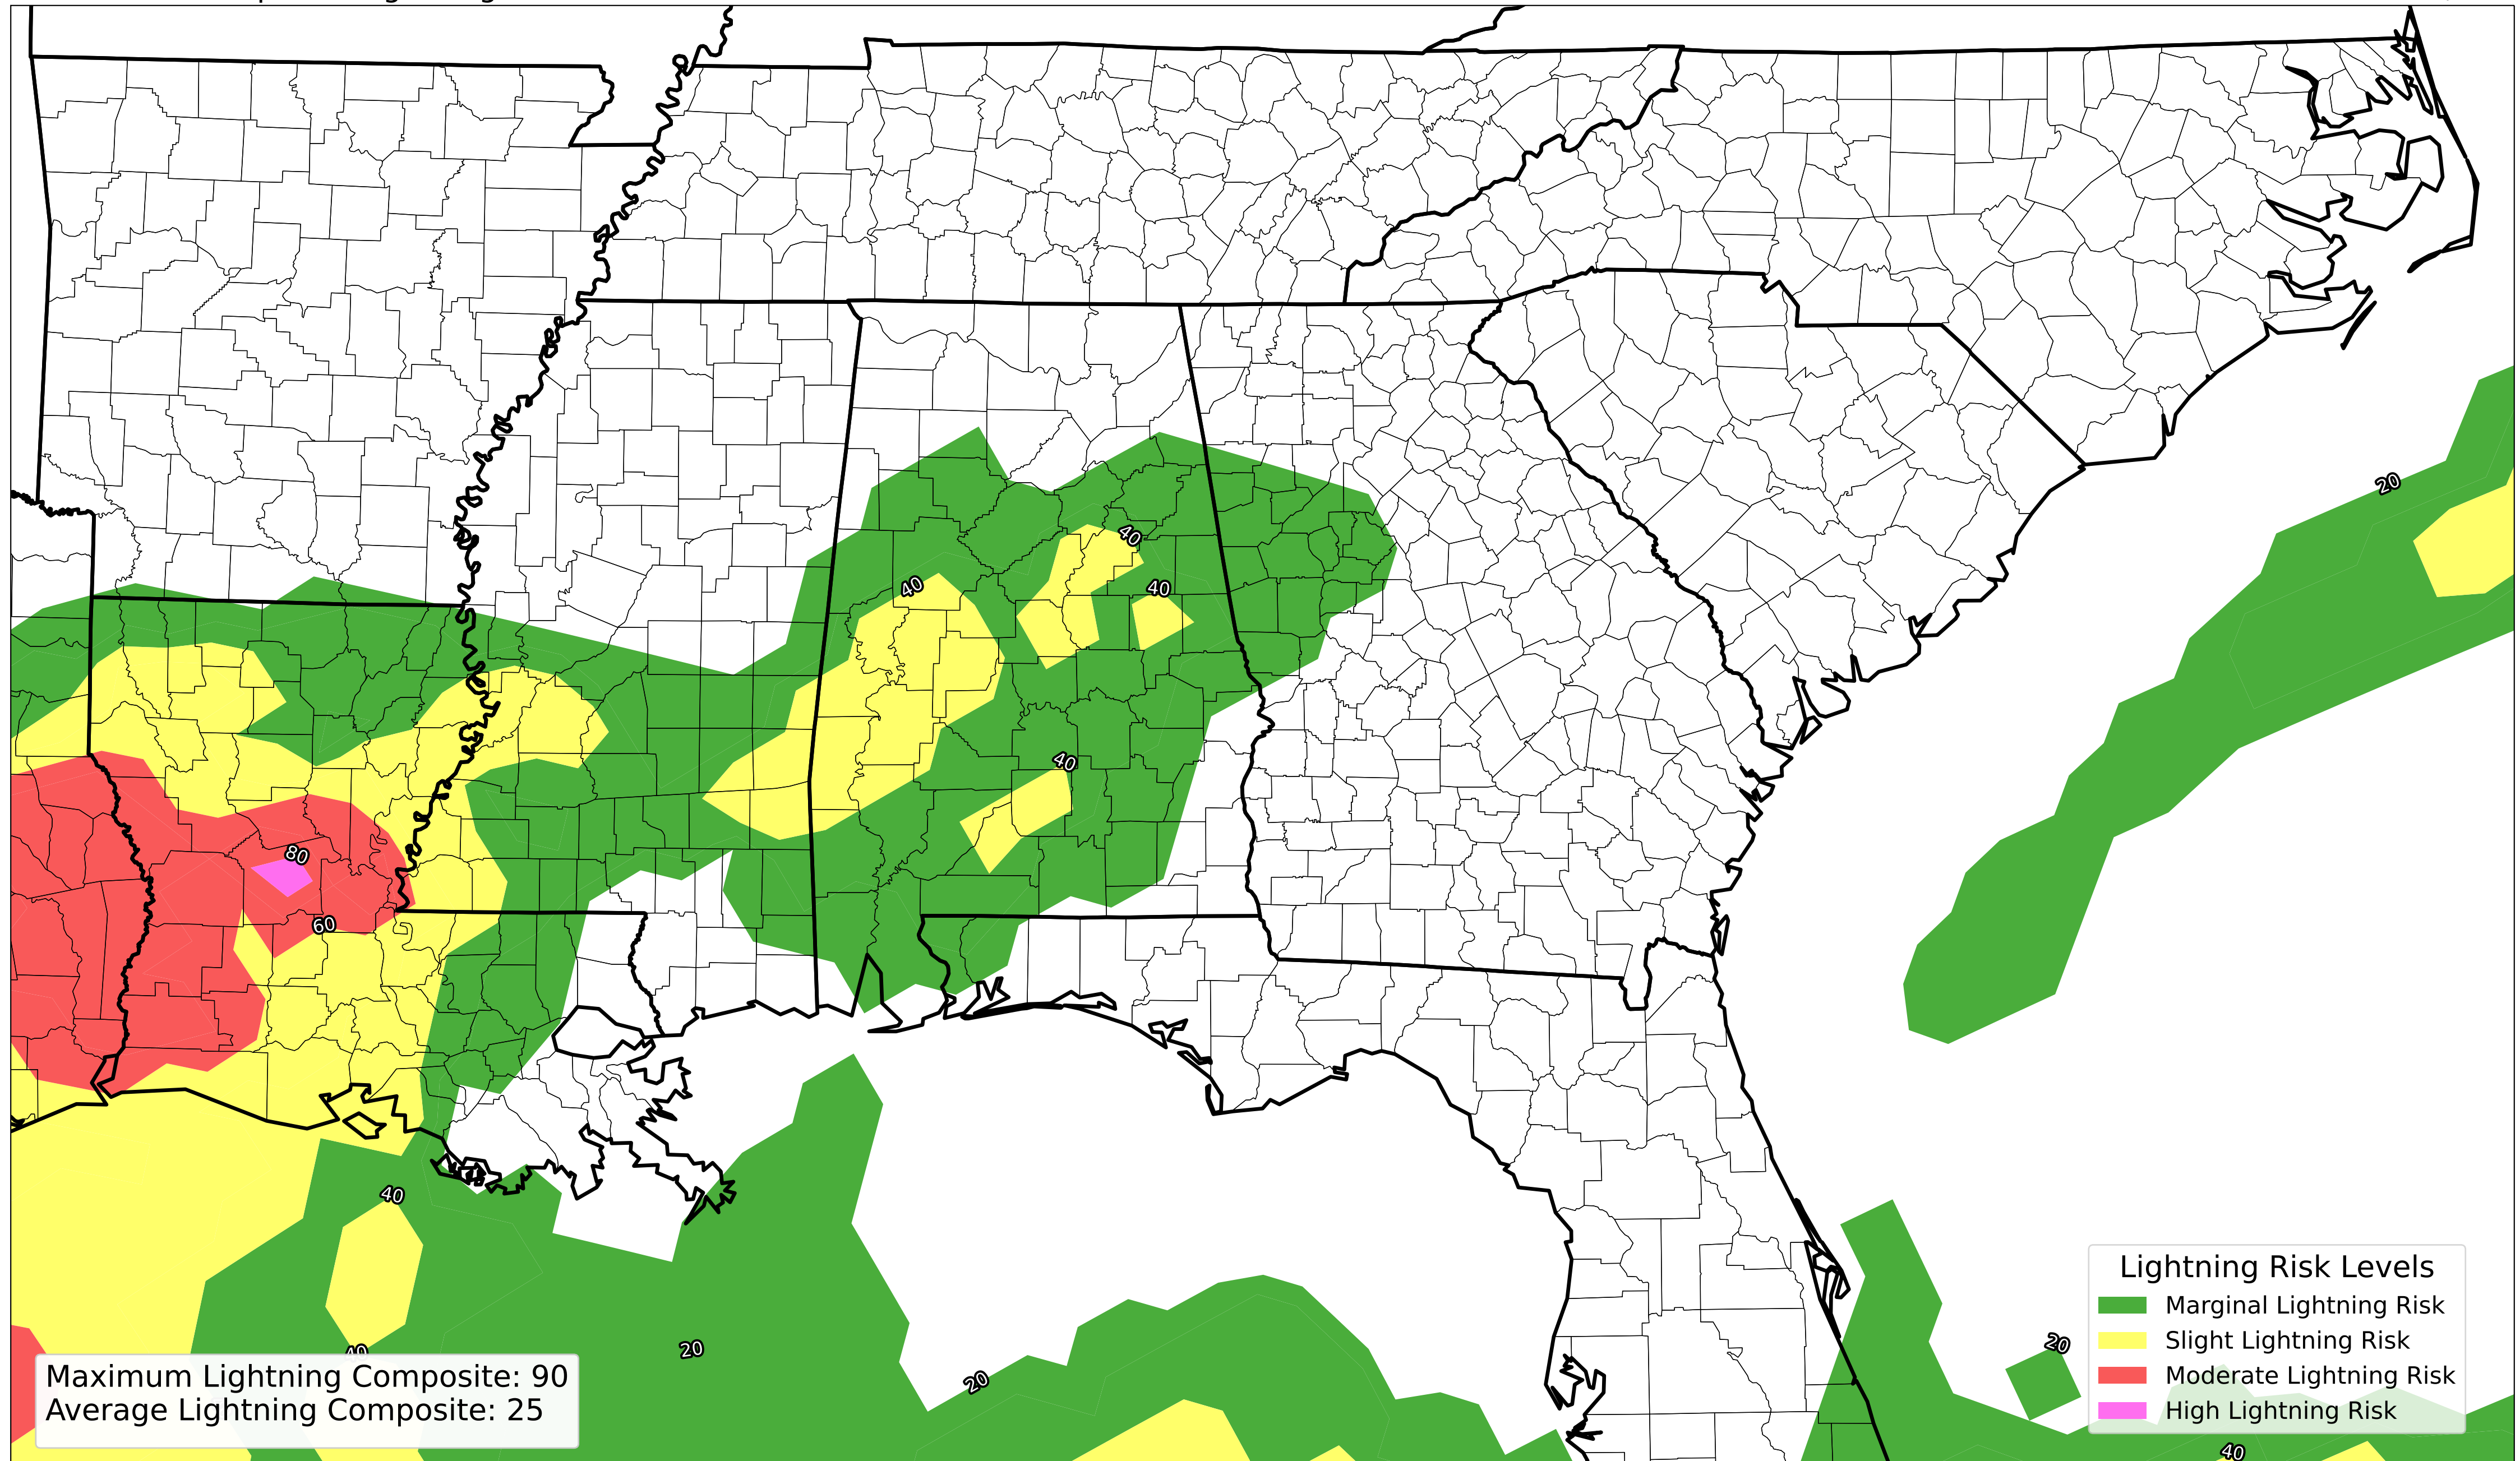 40
40
40
40
80
60
20
40
40
20
20
20
40
Maximum Lightning Composite: 90
Average Lightning Composite: 25
Lightning Risk Levels
Marginal Lightning Risk
Slight Lightning Risk
Moderate Lightning Risk
High Lightning Risk